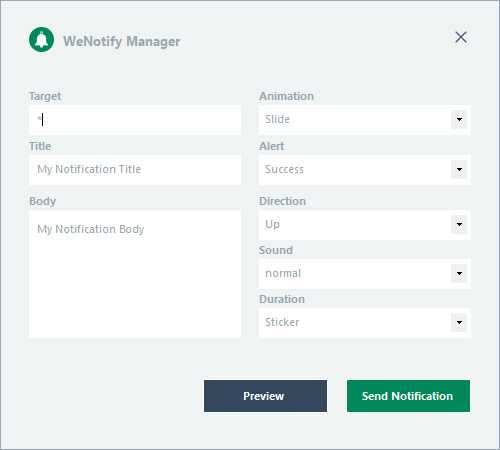 WeNotify Manager
Target
*
Title
My Notification Title
Body
My Notification Body
Animation
Slide
Alert
Success
Direction
Up
Sound
normal
Duration
Sticker
Preview
Send Notification